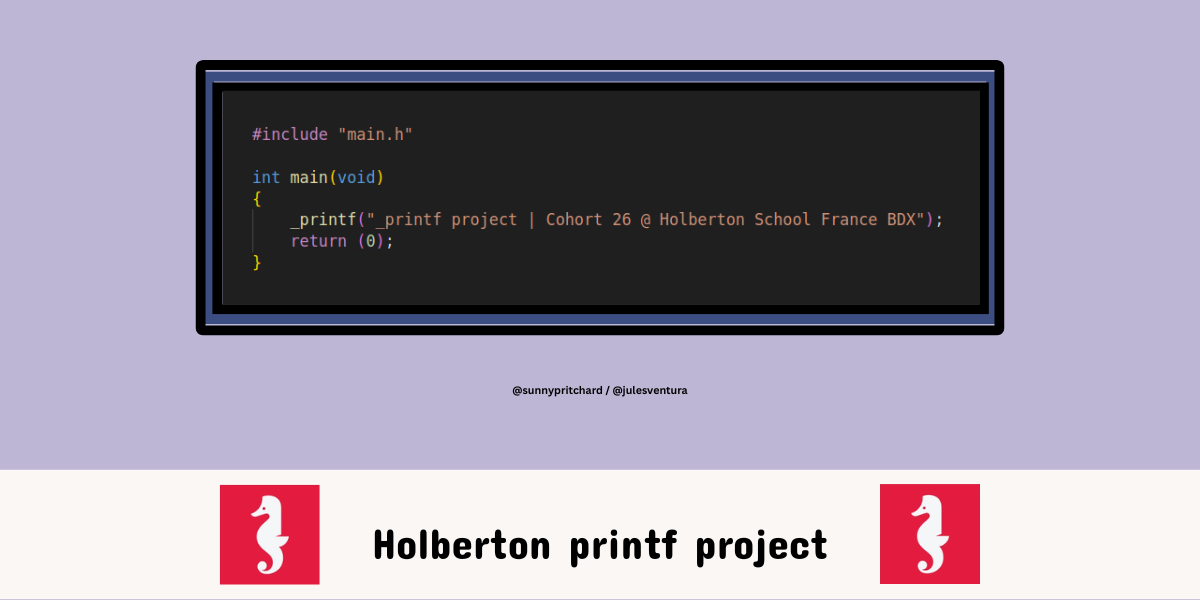 #include "main.h"
int main(void)
{
    _printf("_printf project | Cohort 26 @ Holberton School France BDX");
    return (0);
}
@sunnypritchard / @julesventura
Holberton printf project